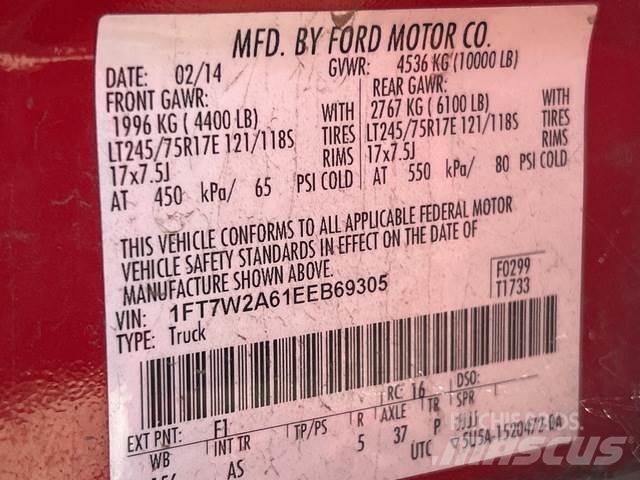 MFD. BY FORD MOTOR CO.
DATE: 02/14 GVWR: 4536 KG (10000 LB)
FRONT GAWR: REAR GAWR:
1996 KG ( 4400 LB) WITH 2767 KG ( 6100 LB) WITH
LT245/75R17E 121/118S TIRES LT245/75R17E 121/118S TIRES
17x7.5J RIMS 17x7.5J RIMS
AT 450 kPa/ 65 PSI COLD AT 550 kPa/ 80 PSI COLD
THIS VEHICLE CONFORMS TO ALL APPLICABLE FEDERAL MOTOR
VEHICLE SAFETY STANDARDS IN EFFECT ON THE DATE OF
MANUFACTURE SHOWN ABOVE.
F0299
VIN: 1FT7W2A61EEB69305 T1733
TYPE: Truck
EXT PNT: F1 RC: 16 DSO:
WB INT TR TP/PS R AXLE TR SPR
AS 5 37 P JJJJ
UTC
MASCUS